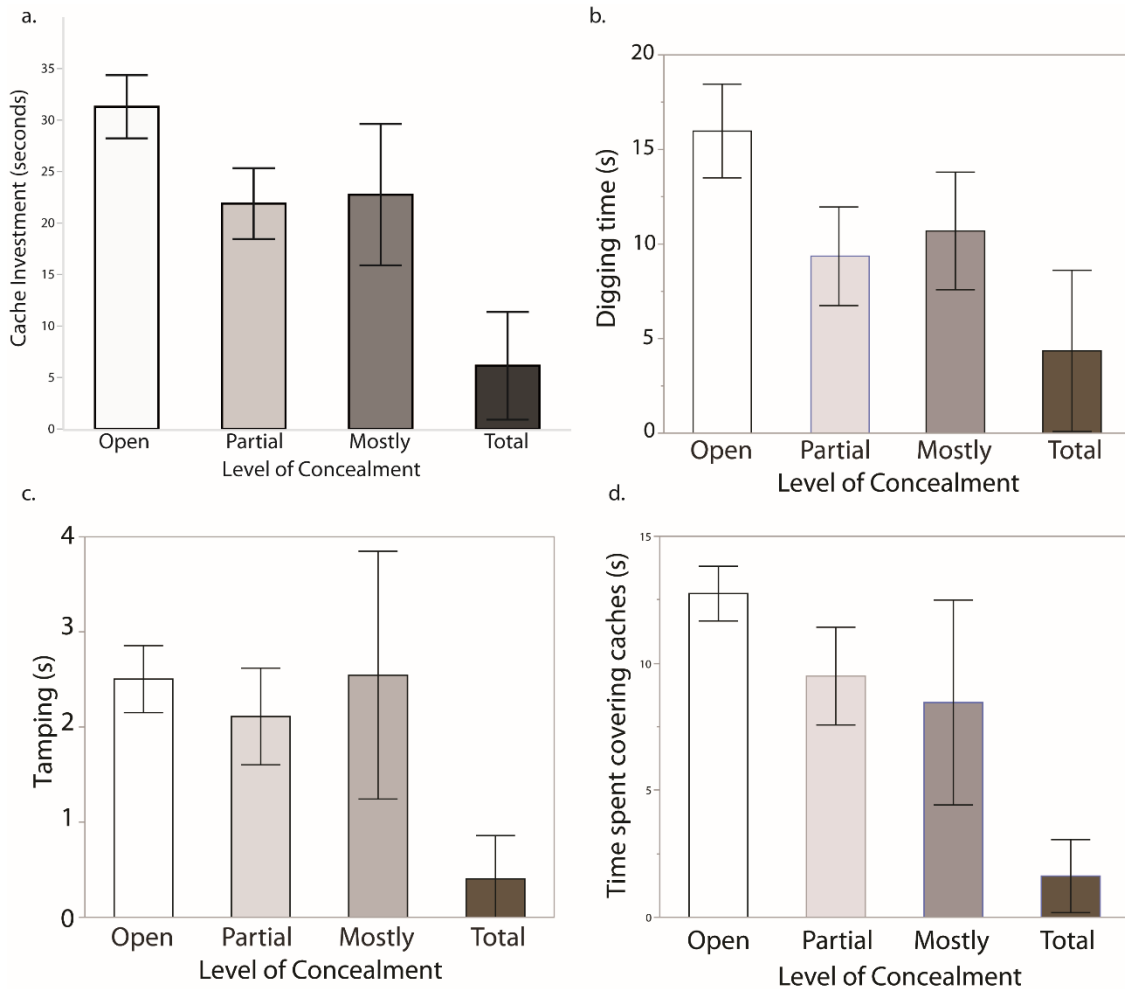 a.
Cache Investment (seconds)
35
30
25
20
15
10
5
0
Open Partial Mostly Total
Level of Concealment
b.
Digging time (s)
20
15
10
5
0
Open Partial Mostly Total
Level of Concealment
c.
Tamping (s)
4
3
2
1
0
Open Partial Mostly Total
Level of Concealment
d.
Time spent covering caches (s)
15
10
5
0
Open Partial Mostly Total
Level of Concealment